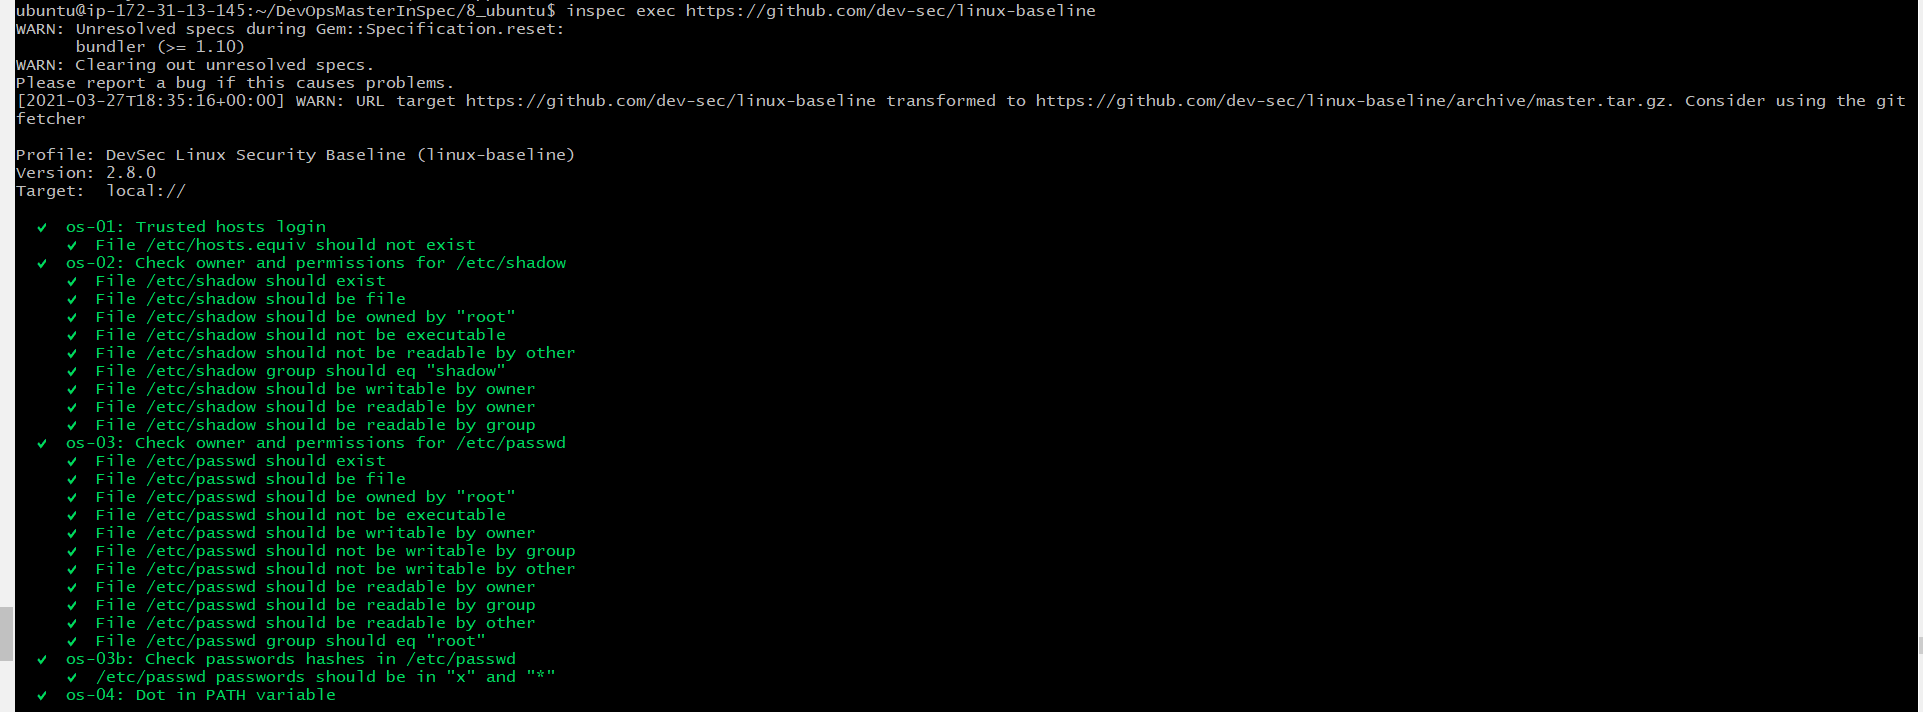 ubuntu@ip-172-31-13-145:~/DevOpsMasterInSpec/8_ubuntu$ inspec exec https://github.com/dev-sec/linux-baseline
WARN: Unresolved specs during Gem::Specification.reset:
      bundler (>= 1.10)
WARN: Clearing out unresolved specs.
Please report a bug if this causes problems.
[2021-03-27T18:35:16+00:00] WARN: URL target https://github.com/dev-sec/linux-baseline transformed to https://github.com/dev-sec/linux-baseline/archive/master.tar.gz. Consider using the git
fetcher
Profile: DevSec Linux Security Baseline (linux-baseline)
Version: 2.8.0
Target:  local://
✔  os-01: Trusted hosts login
✔  File /etc/hosts.equiv should not exist
✔  os-02: Check owner and permissions for /etc/shadow
✔  File /etc/shadow should exist
✔  File /etc/shadow should be file
✔  File /etc/shadow should be owned by "root"
✔  File /etc/shadow should not be executable
✔  File /etc/shadow should not be readable by other
✔  File /etc/shadow group should eq "shadow"
✔  File /etc/shadow should be writable by owner
✔  File /etc/shadow should be readable by owner
✔  File /etc/shadow should be readable by group
✔  os-03: Check owner and permissions for /etc/passwd
✔  File /etc/passwd should exist
✔  File /etc/passwd should be file
✔  File /etc/passwd should be owned by "root"
✔  File /etc/passwd should not be executable
✔  File /etc/passwd should be writable by owner
✔  File /etc/passwd should not be writable by group
✔  File /etc/passwd should not be writable by other
✔  File /etc/passwd should be readable by owner
✔  File /etc/passwd should be readable by group
✔  File /etc/passwd should be readable by other
✔  File /etc/passwd group should eq "root"
✔  os-03b: Check passwords hashes in /etc/passwd
✔  /etc/passwd passwords should be in "x" and "*"
✔  os-04: Dot in PATH variable